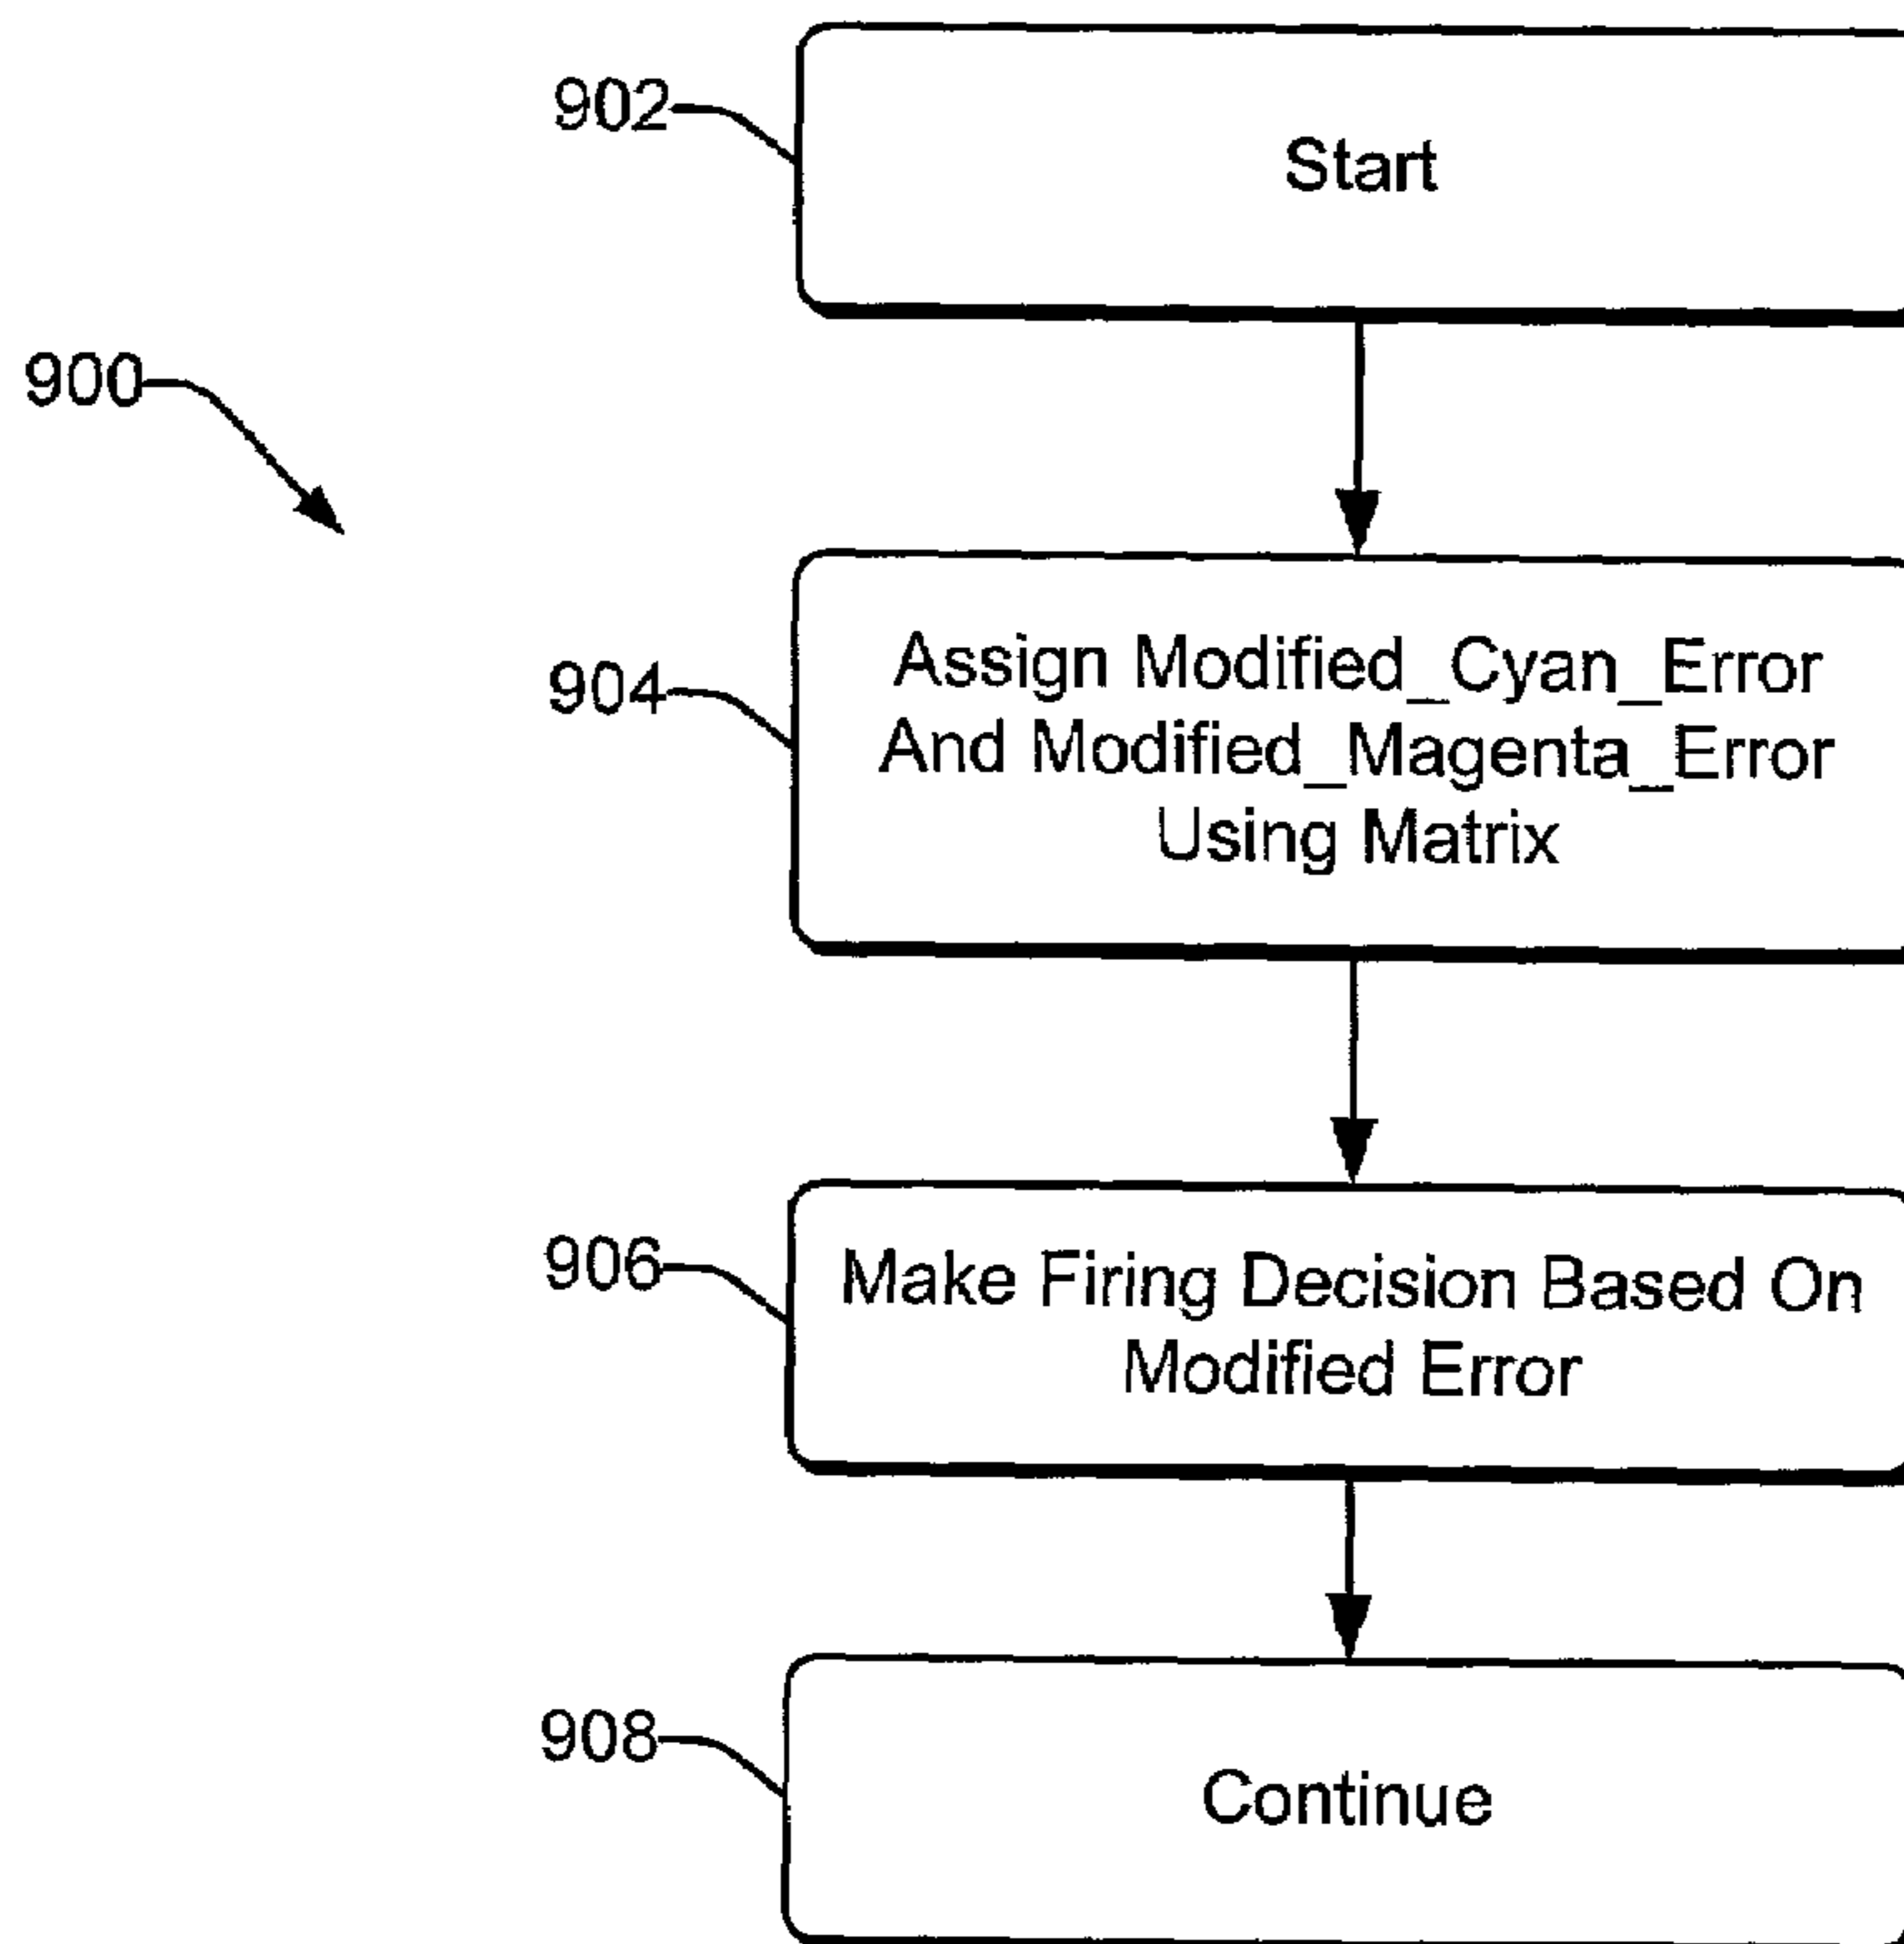 902
Start
900
904
Assign Modified_Cyan_Error
And Modified_Magenta_Error
Using Matrix
906
Make Firing Decision Based On
Modified Error
908
Continue